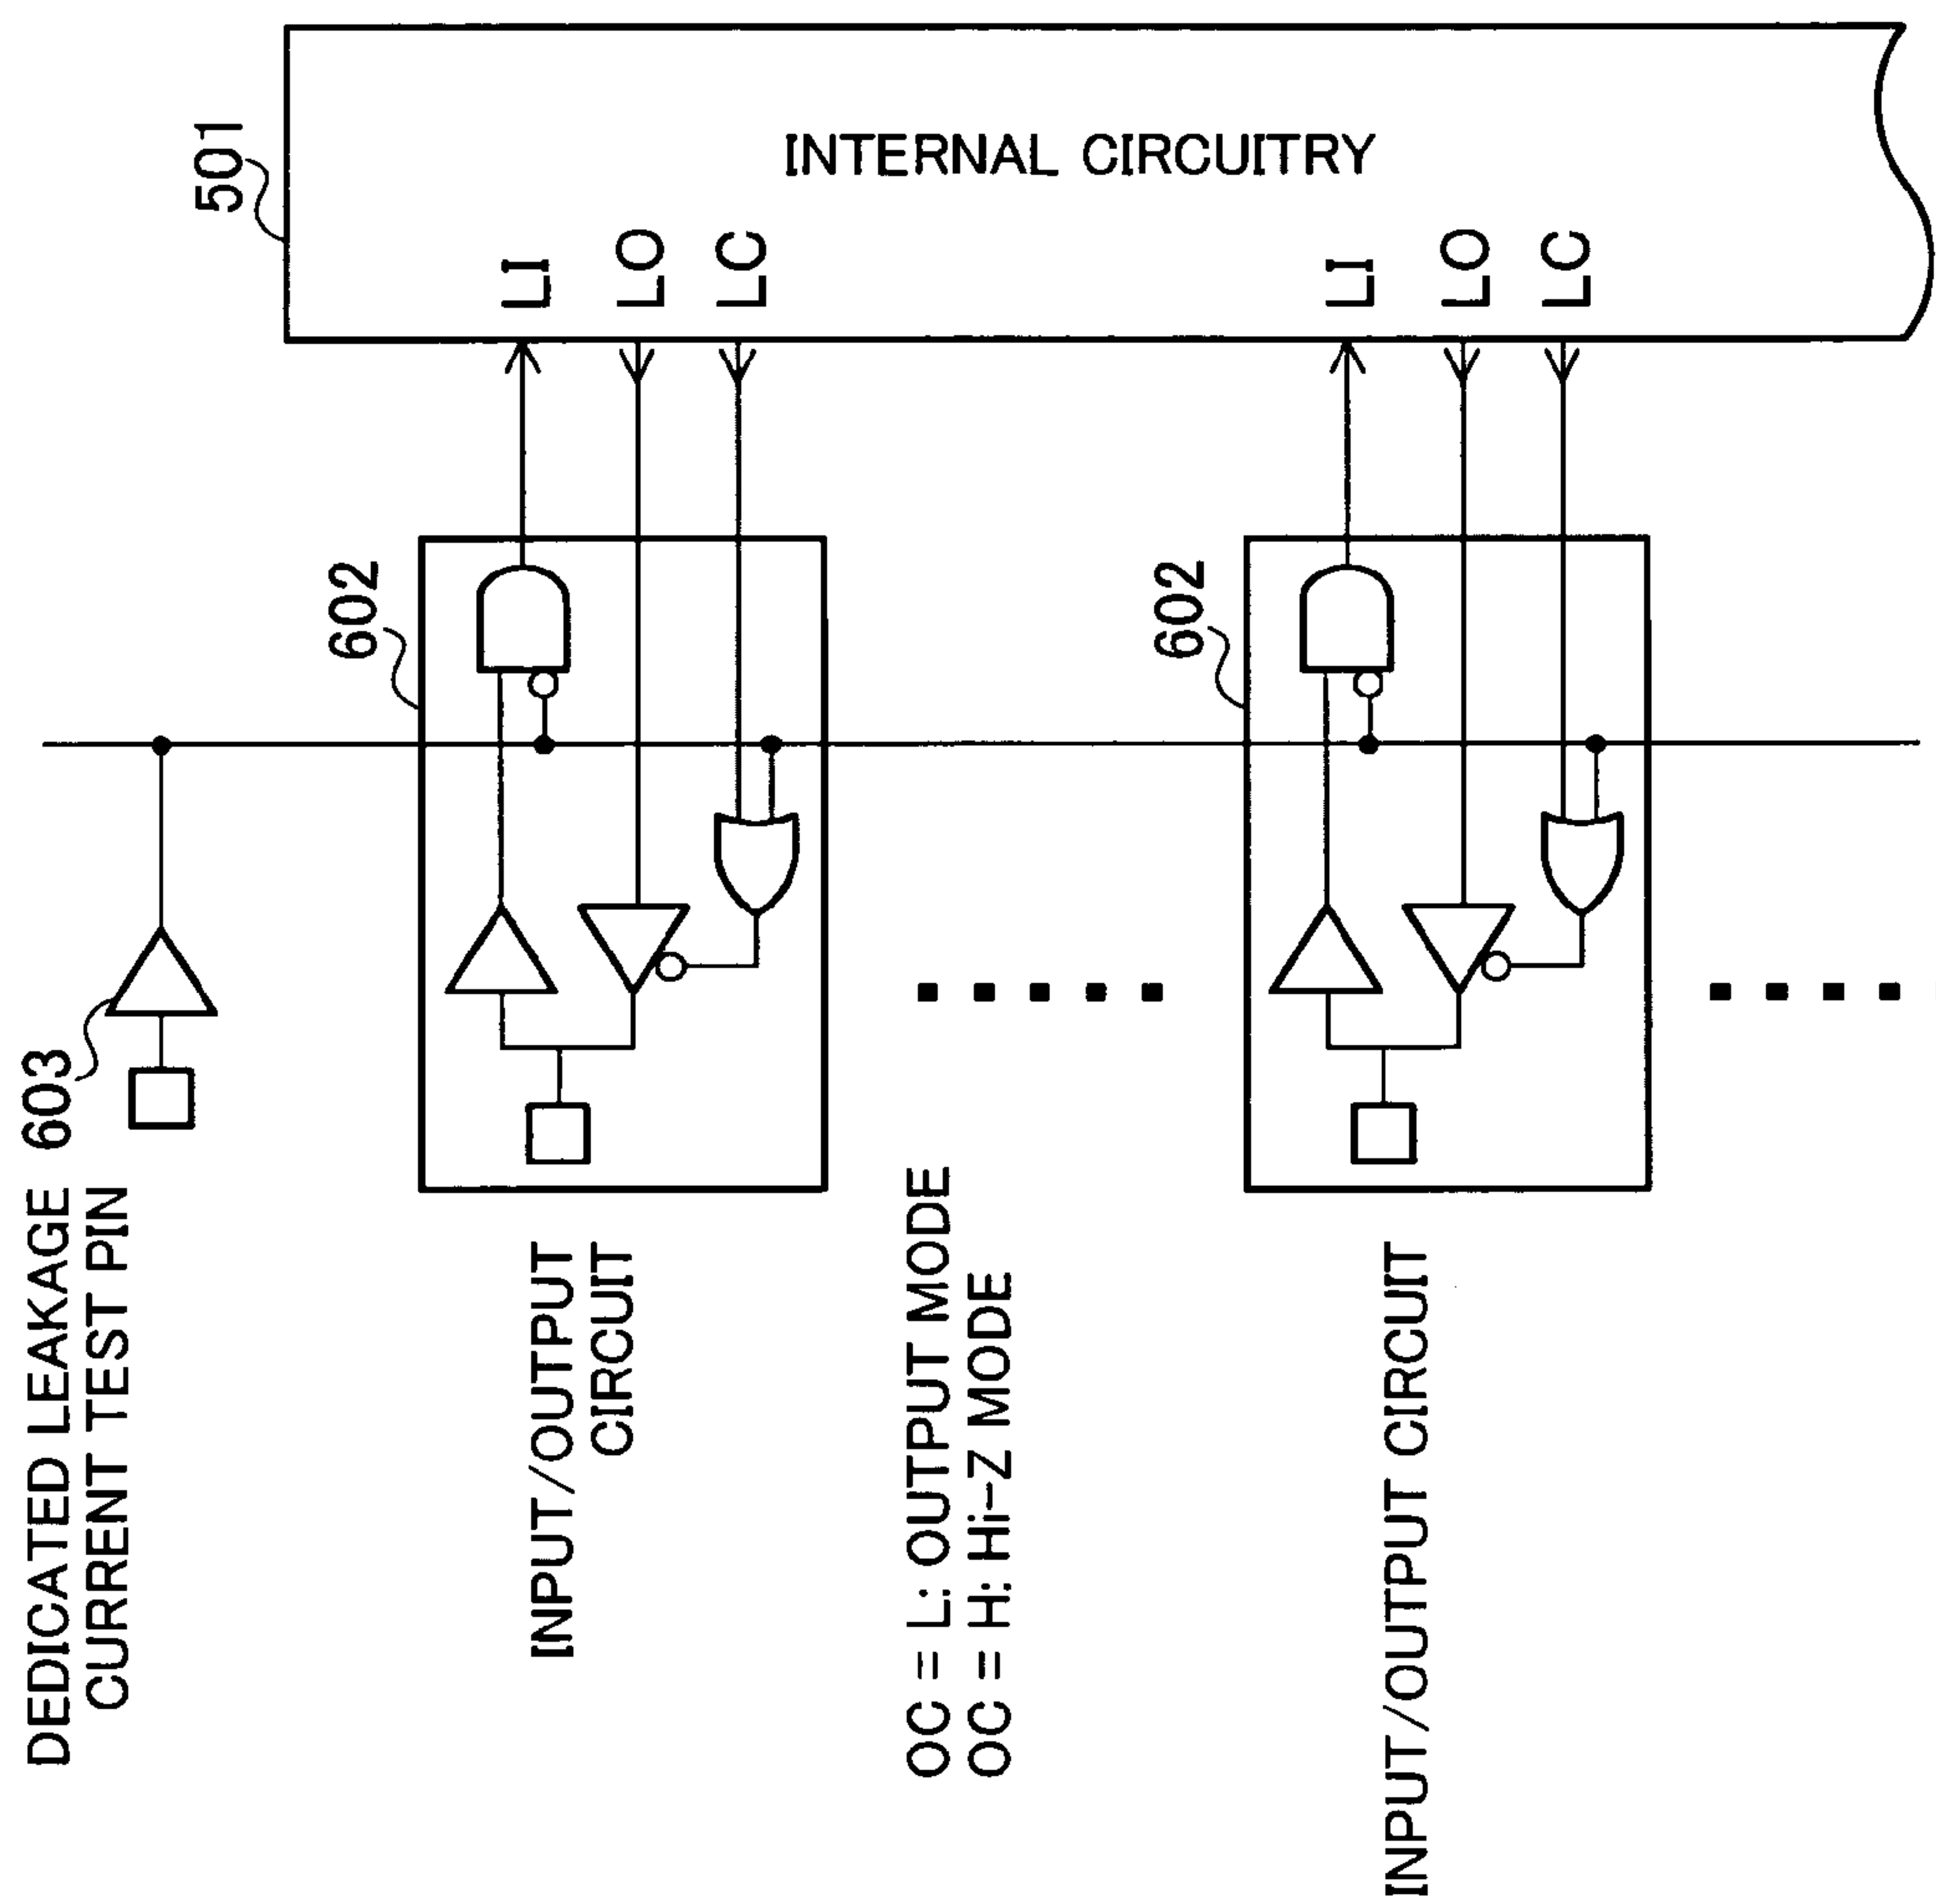 501
INTERNAL CIRCUITRY
LI
LO
LC
LI
LO
LC
602
602
603
DEDICATED LEAKAGE
CURRENT TEST PIN
INPUT/OUTPUT
CIRCUIT
OC = L: OUTPUT MODE
OC = H: Hi-Z MODE
INPUT/OUTPUT CIRCUIT